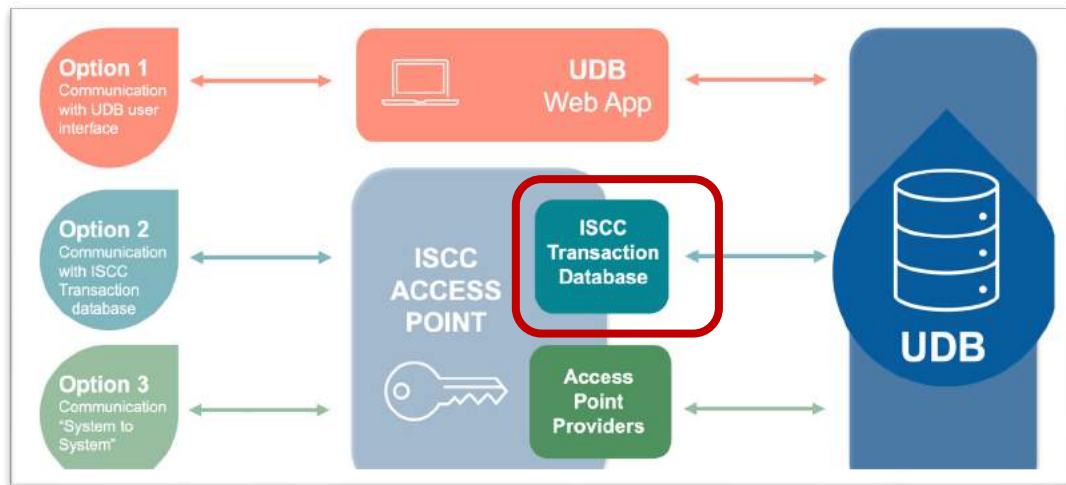 Option 1
Communication
with UDB user
interface
UDB
Web App
Option 2
Communication
with ISCC
Transaction
database
ISCC
ACCESS
POINT
ISCC
Transaction
Database
UDB
Option 3
Communication
“System to
System”
Access
Point
Providers